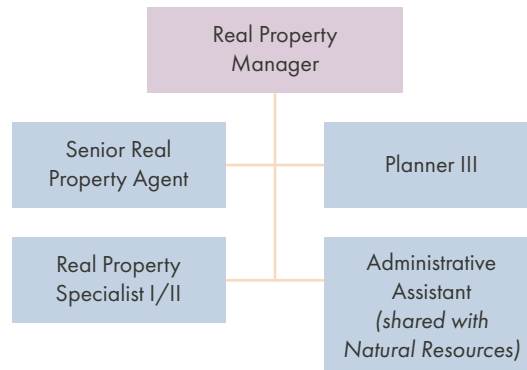 Real Property
Manager
Senior Real
Property Agent
Planner III
Real Property
Specialist I/II
Administrative
Assistant
(shared with
Natural Resources)